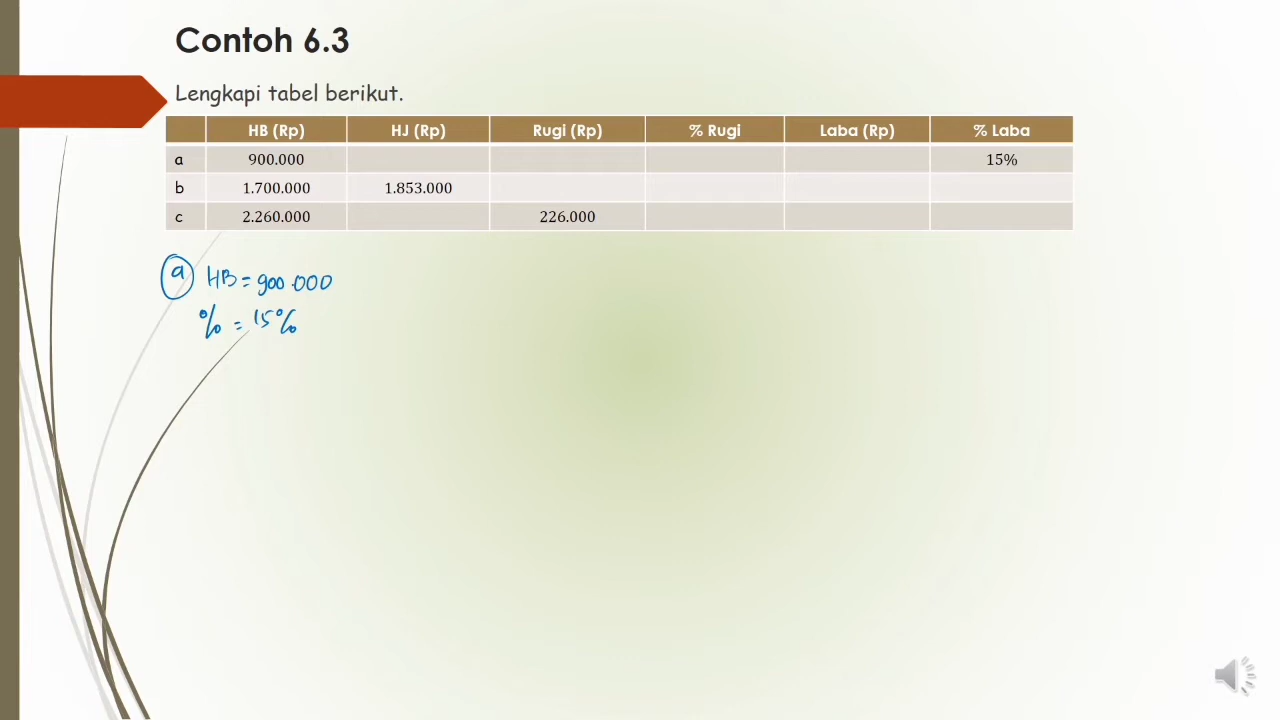 Contoh 6.3
Lengkapi tabel berikut.
HB (Rp) HJ (Rp) Rugi (Rp) % Rugi Laba (Rp) % Laba
a 900.000 15%
b 1.700.000 1.853.000
c 2.260.000 226.000
a HB = 900.000
% = 15%